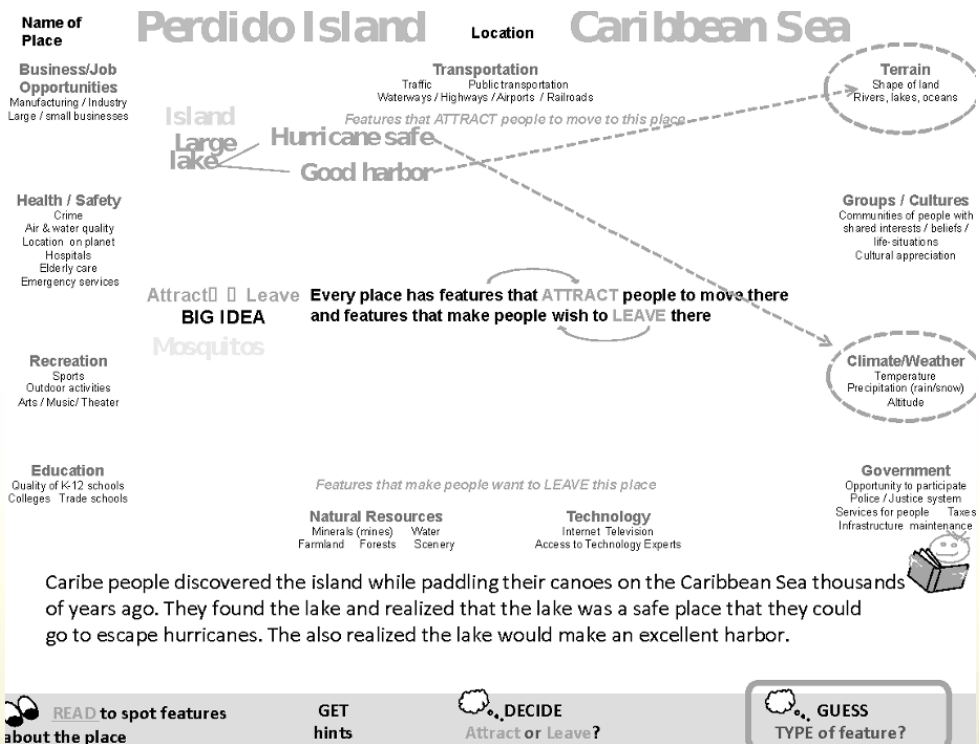 Name of Place
Perdido Island
Location
Caribbean Sea
Business/Job
Opportunities
Manufacturing / Industry
Large / small businesses
Transportation
Traffic Public transportation
Waterways / Highways / Airports / Railroads
Terrain
Shape of land
Rivers, lakes, oceans
Features that ATTRACT people to move to this place
Island
Large
lake
Hurricane safe
Good harbor
Health / Safety
Crime
Air & water quality
Location on planet
Hospitals
Elderly care
Emergency services
Groups / Cultures
Communities of people with
shared interests / beliefs /
life-situations
Cultural appreciation
Attract Leave
BIG IDEA
Every place has features that ATTRACT people to move there
and features that make people wish to LEAVE there
Mosquitos
Recreation
Sports
Outdoor activities
Arts / Music/ Theater
Climate/Weather
Temperature
Precipitation (rain/snow)
Altitude
Education
Quality of K-12 schools
Colleges Trade schools
Features that make people want to LEAVE this place
Natural Resources
Minerals (mines) Water
Farmland Forests Scenery
Technology
Internet Television
Access to Technology Experts
Government
Opportunity to participate
Police / Justice system
Services for people Taxes
Infrastructure maintenance
Caribe people discovered the island while paddling their canoes on the Caribbean Sea thousands
of years ago. They found the lake and realized that the lake was a safe place that they could
go to escape hurricanes. The also realized the lake would make an excellent harbor.
READ to spot features
about the place
GET
hints
DECIDE
Attract or Leave?
GUESS
TYPE of feature?